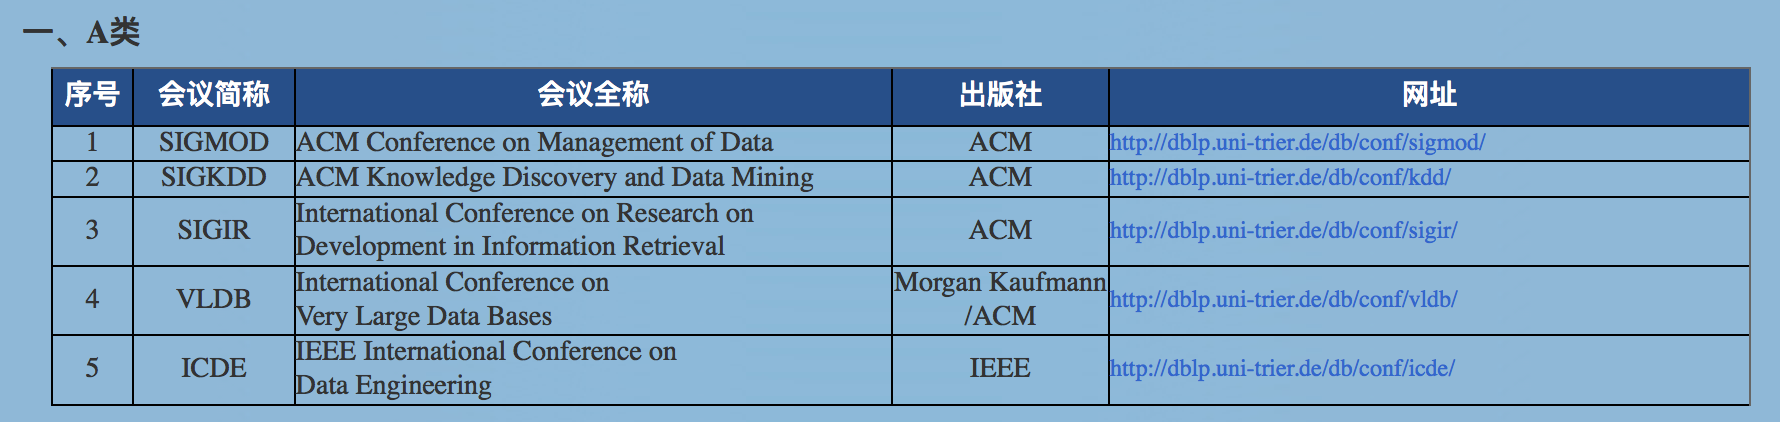 一、A类
序号 会议简称 会议全称 出版社 网址
1 SIGMOD ACM Conference on Management of Data ACM http://dblp.uni-trier.de/db/conf/sigmod/
2 SIGKDD ACM Knowledge Discovery and Data Mining ACM http://dblp.uni-trier.de/db/conf/kdd/
3 SIGIR International Conference on Research on
Development in Information Retrieval ACM http://dblp.uni-trier.de/db/conf/sigir/
4 VLDB International Conference on
Very Large Data Bases Morgan Kaufmann
/ACM http://dblp.uni-trier.de/db/conf/vldb/
5 ICDE IEEE International Conference on
Data Engineering IEEE http://dblp.uni-trier.de/db/conf/icde/